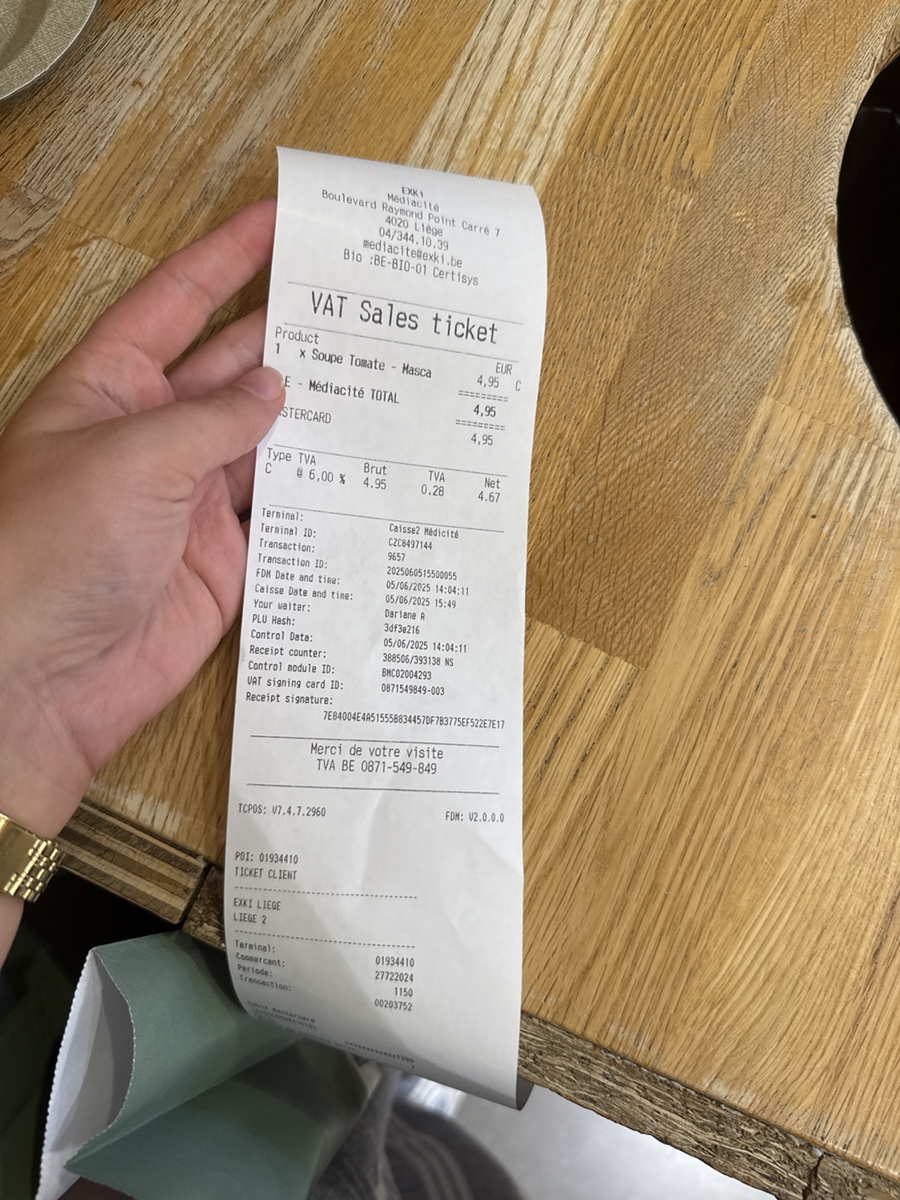 EXKi
Médiacité
Boulevard Raymond Point Carré 7
4020 Liège
04/344.10.39
mediacite@exki.be
Bio :BE-BIO-01 Certisys
VAT Sales ticket
Product EUR
1 x Soupe Tomate - Masca 4,95 C
=========
E - Médiacité TOTAL 4,95
=========
STERCARD 4,95
Type TVA Brut TVA Net
C @ 6,00 % 4.95 0.28 4.67
Terminal: Caisse2 Médicité
Terminal ID: CZC8497144
Transaction: 9657
Transaction ID: 2025060515500055
FDM Date and time: 05/06/2025 14:04:11
Caisse Date and time: 05/06/2025 15:49
Your waiter: Dariane A
PLU Hash: 3df3e216
Control Data: 05/06/2025 14:04:11
Receipt counter: 388506/393138 NS
Control module ID: BMC02004293
VAT signing card ID: 0871549849-003
Receipt signature:
7E84004E4A51555B834457DF7B3775EF522E7E17
Merci de votre visite
TVA BE 0871-549-849
TCPOS: V7.4.7.2960 FDM: V2.0.0.0
POI: 01934410
TICKET CLIENT
EXKI LIEGE
LIEGE 2
Terminal: 01934410
Commercant: 27722024
Periode: 1150
Transaction: 00203752
Debit Mastercard